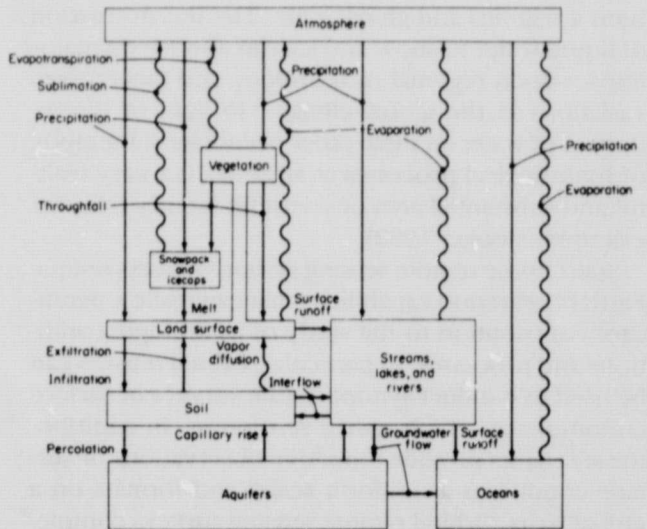 Atmosphere
Evapotranspiration
Sublimation
Precipitation
Precipitation
Evaporation
Precipitation
Evaporation
Vegetation
Throughfall
Snowpack
and
icecaps
Melt
Surface
runoff
Land surface
Vapor
diffusion
Exfiltration
Infiltration
Interflow
Streams,
lakes, and
rivers
Soil
Capillary rise
Groundwater
flow
Surface
runoff
Percolation
Aquifers
Oceans